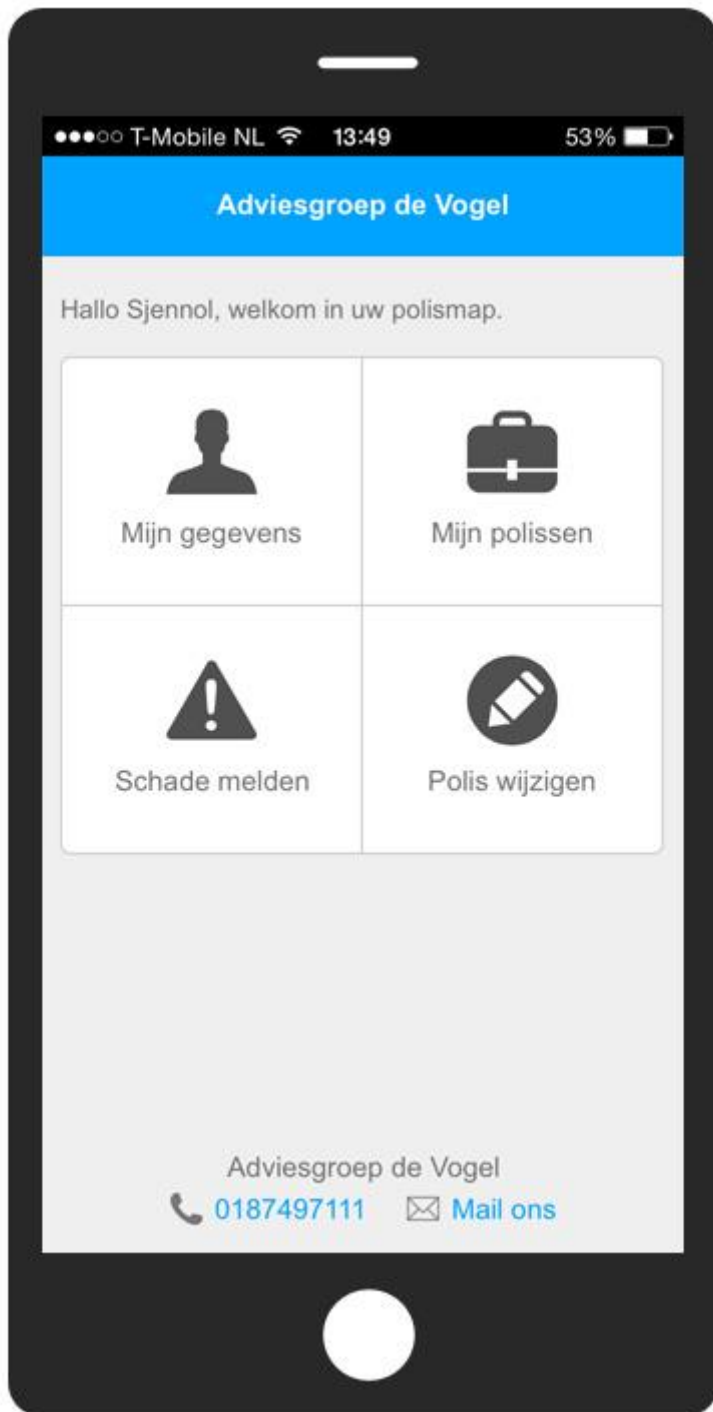 T-Mobile NL 13:49 53%
Adviesgroep de Vogel
Hallo Sjennol, welkom in uw polismap.
Mijn gegevens
Mijn polissen
Schade melden
Polis wijzigen
Adviesgroep de Vogel
0187497111 Mail ons